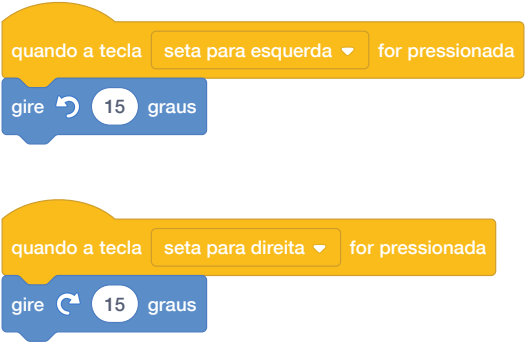 quando a tecla seta para esquerda for pressionada
gire 15 graus
quando a tecla seta para direita for pressionada
gire 15 graus